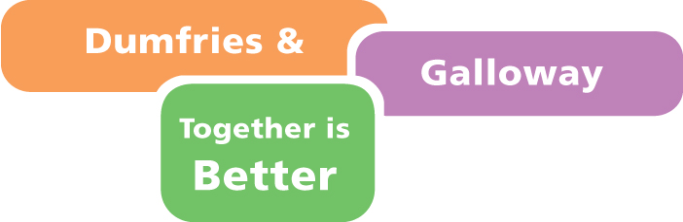 Dumfries &
Galloway
Together is
Better